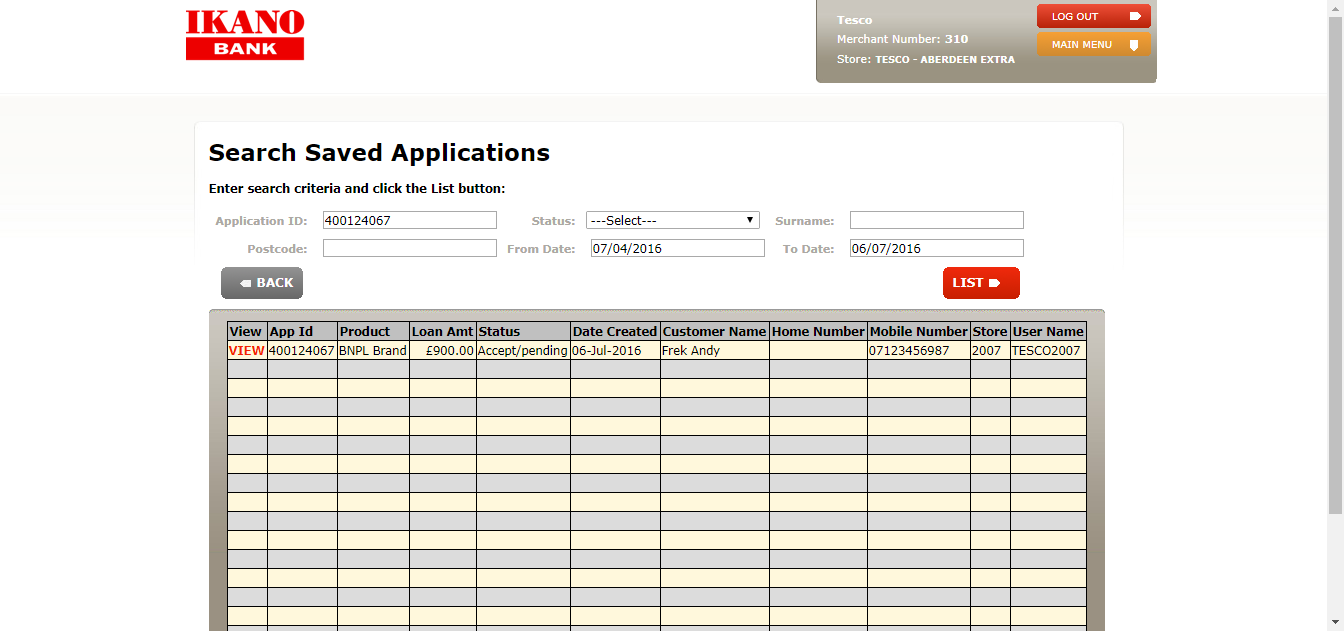 IKANO
BANK
Tesco
Merchant Number: 310
Store: TESCO - ABERDEEN EXTRA
LOG OUT
MAIN MENU
Search Saved Applications
Enter search criteria and click the List button:
Application ID: 400124067 Status: ---Select--- Surname:
Postcode: From Date: 07/04/2016 To Date: 06/07/2016
BACK LIST
View App Id Product Loan Amt Status Date Created Customer Name Home Number Mobile Number Store User Name
VIEW 400124067 BNPL Brand £900.00 Accept/pending 06-Jul-2016 Frek Andy 07123456987 2007 TESCO2007